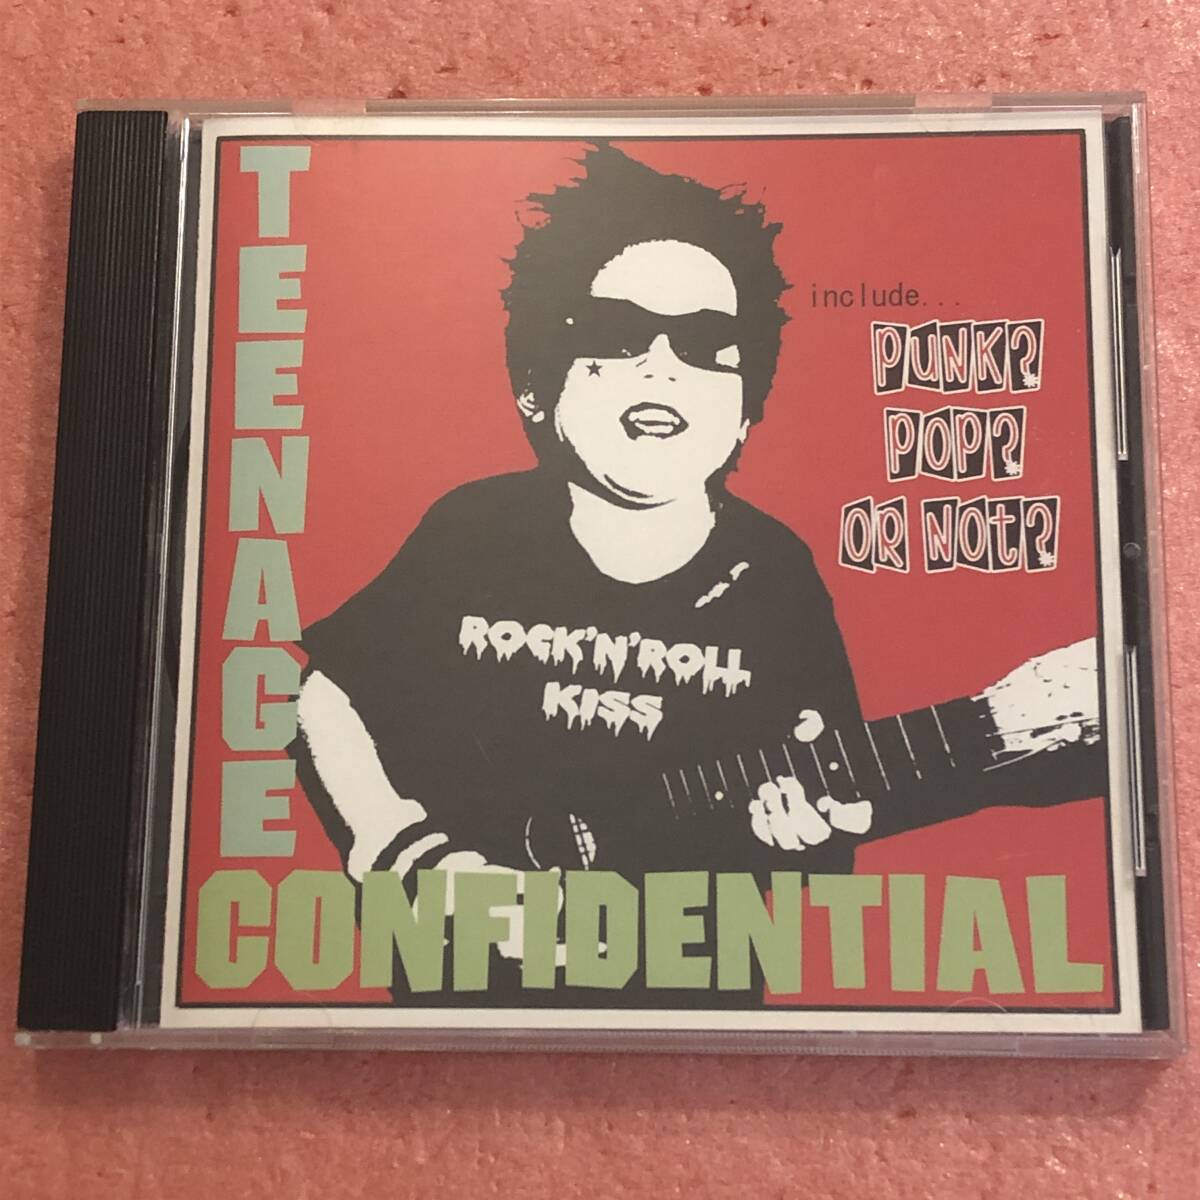 TEENAGE
CONFIDENTIAL
include...
PUNK?
POP?
OR NOt?
ROCK'N'ROLL
KISS